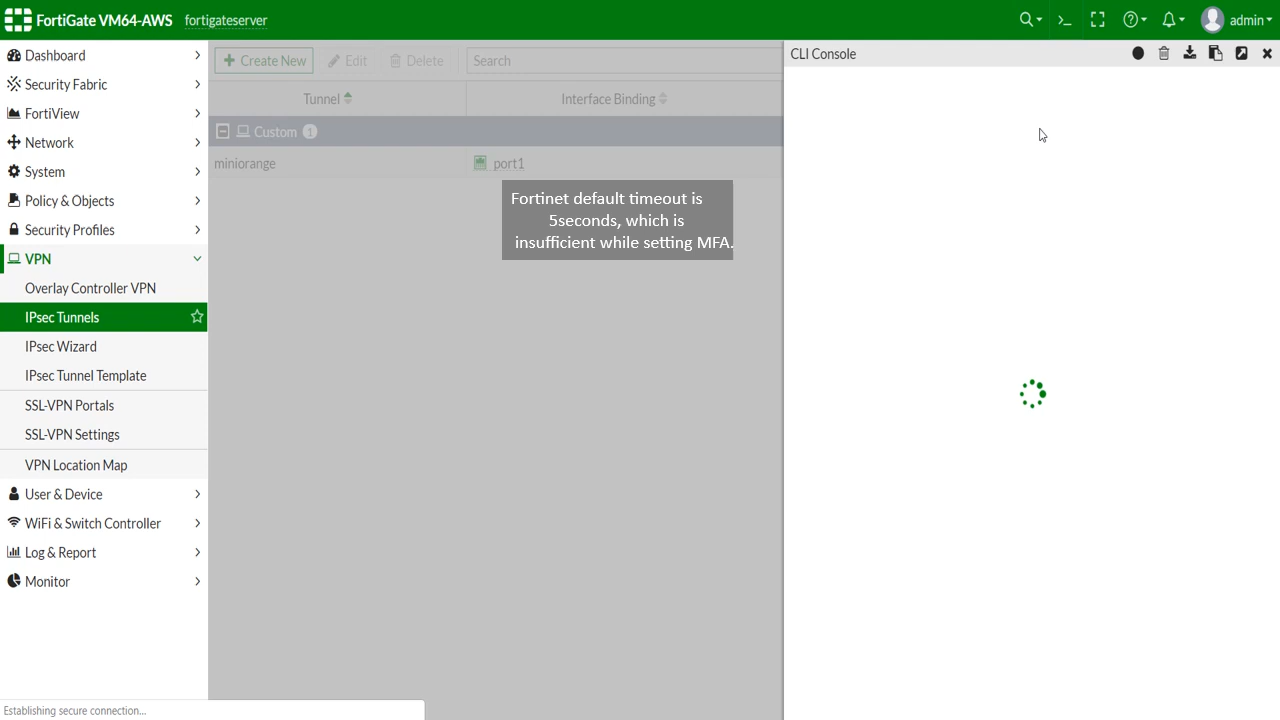 FortiGate VM64-AWS fortigateserver admin
Dashboard
Security Fabric
FortiView
Network
System
Policy & Objects
Security Profiles
VPN
Overlay Controller VPN
IPsec Tunnels
IPsec Wizard
IPsec Tunnel Template
SSL-VPN Portals
SSL-VPN Settings
VPN Location Map
User & Device
WiFi & Switch Controller
Log & Report
Monitor
Create New Edit Delete Search
Tunnel Interface Binding
Custom 1
miniorange port1
Fortinet default timeout is
5seconds, which is
insufficient while setting MFA.
CLI Console
Establishing secure connection...